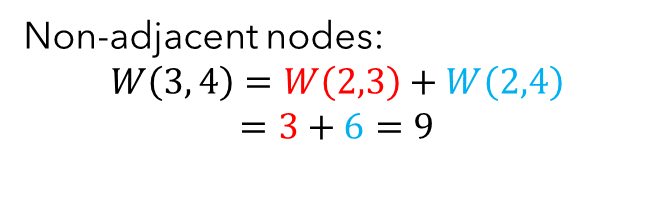 Non-adjacent nodes:
W(3, 4) = W(2,3) + W(2,4)
= 3 + 6 = 9